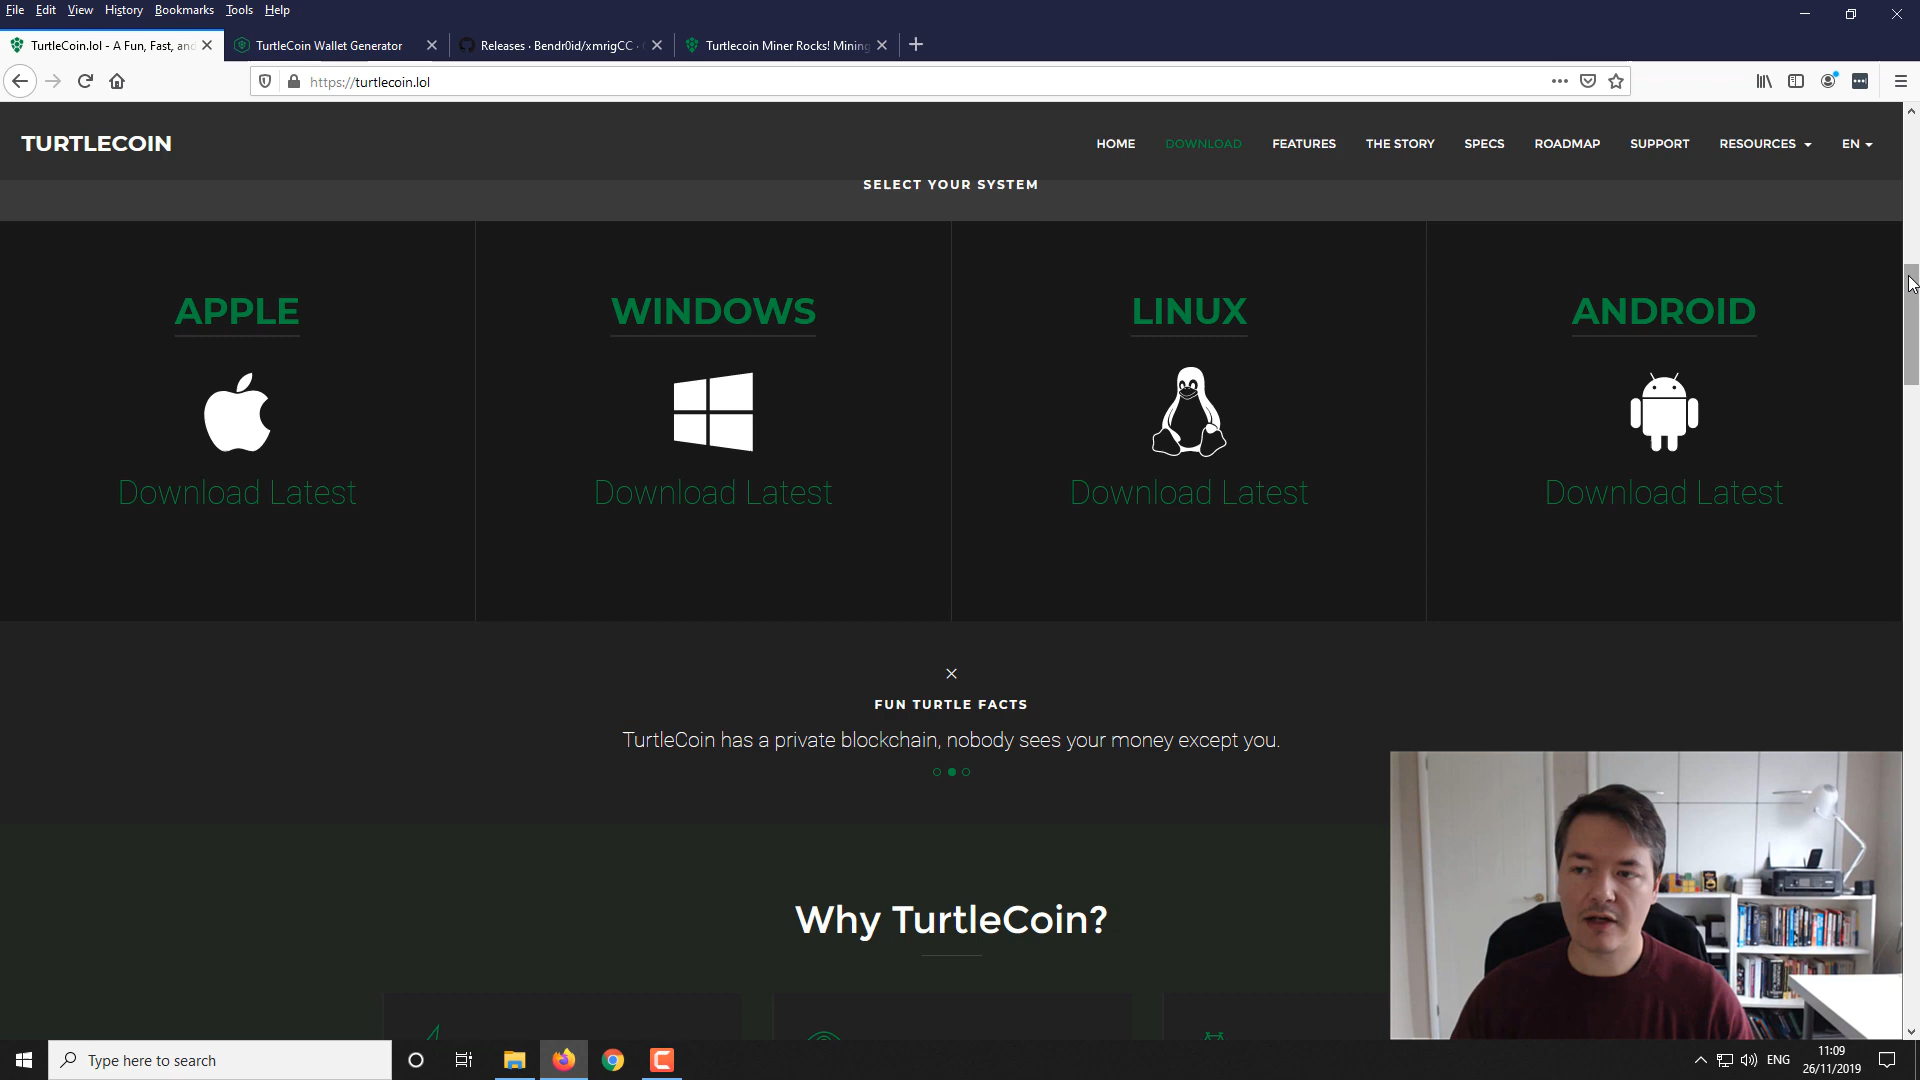 File Edit View History Bookmarks Tools Help
TurtleCoin.lol - A Fun, Fast, and
TurtleCoin Wallet Generator
Releases · Bendr0id/xmrigCC ·
Turtlecoin Miner Rocks! Mining
https://turtlecoin.lol
TURTLECOIN
HOME DOWNLOAD FEATURES THE STORY SPECS ROADMAP SUPPORT RESOURCES EN
SELECT YOUR SYSTEM
APPLE WINDOWS LINUX ANDROID
Download Latest Download Latest Download Latest Download Latest
FUN TURTLE FACTS
TurtleCoin has a private blockchain, nobody sees your money except you.
Why TurtleCoin?
Type here to search
ENG
11:09
26/11/2019